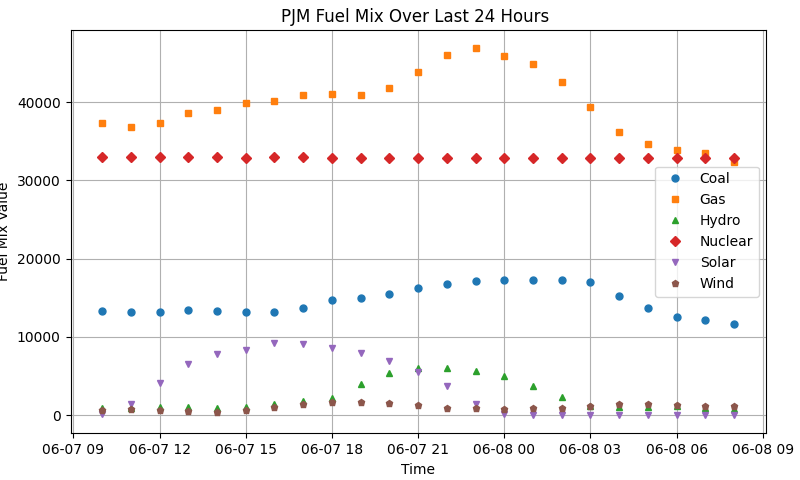 PJM Fuel Mix Over Last 24 Hours
Fuel Mix Value
40000
30000
20000
10000
0
Coal
Gas
Hydro
Nuclear
Solar
Wind
06-07 09 06-07 12 06-07 15 06-07 18 06-07 21 06-08 00 06-08 03 06-08 06 06-08 09
Time